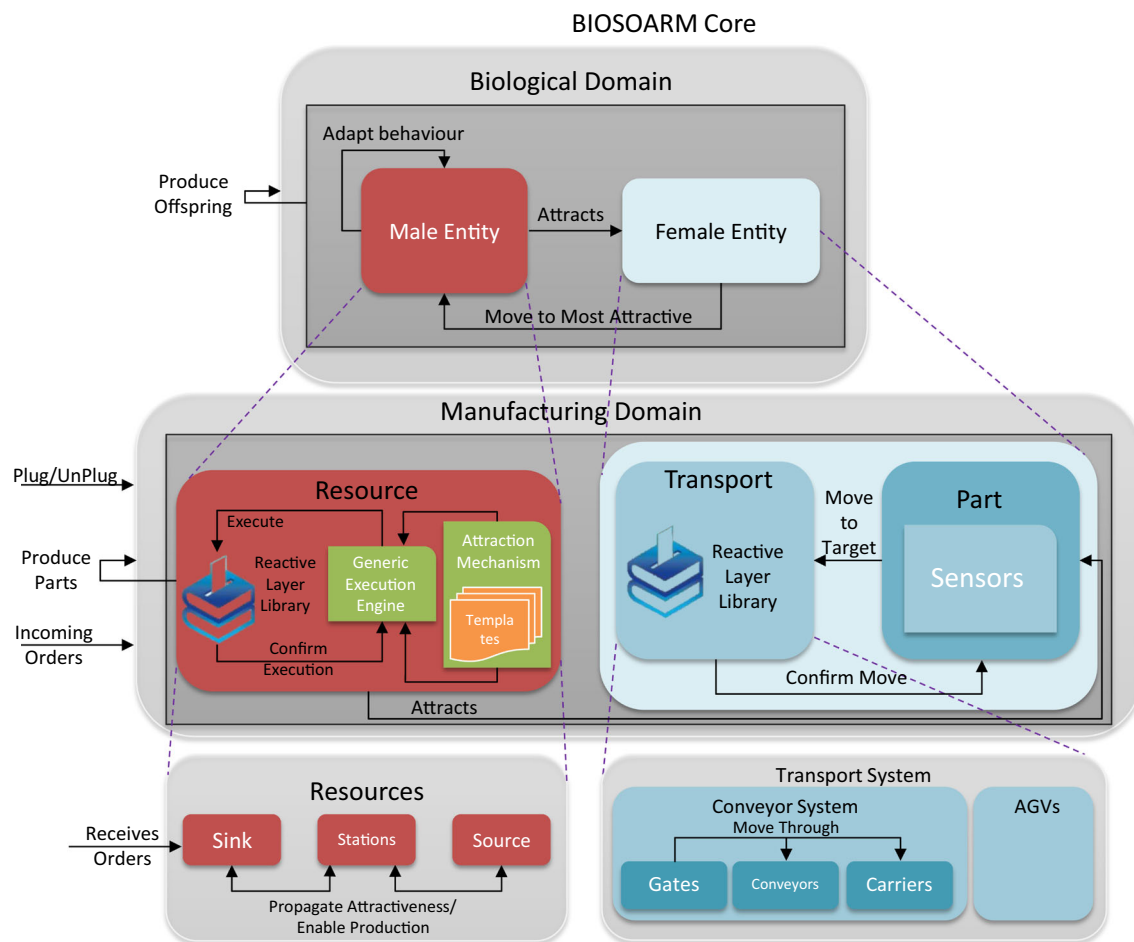 BIOSOARM Core
Biological Domain
Adapt behaviour
Produce
Offspring
Male Entity
Attracts
Female Entity
Move to Most Attractive
Manufacturing Domain
Plug/UnPlug
Produce
Parts
Incoming
Orders
Resource
Execute
Reactive
Layer
Library
Generic
Execution
Engine
Attraction
Mechanism
Templa
tes
Confirm
Execution
Attracts
Transport
Reactive
Layer
Library
Move
to
Target
Part
Sensors
Confirm Move
Resources
Receives
Orders
Sink
Stations
Source
Propagate Attractiveness/
Enable Production
Transport System
Conveyor System
Move Through
Gates
Conveyors
Carriers
AGVs